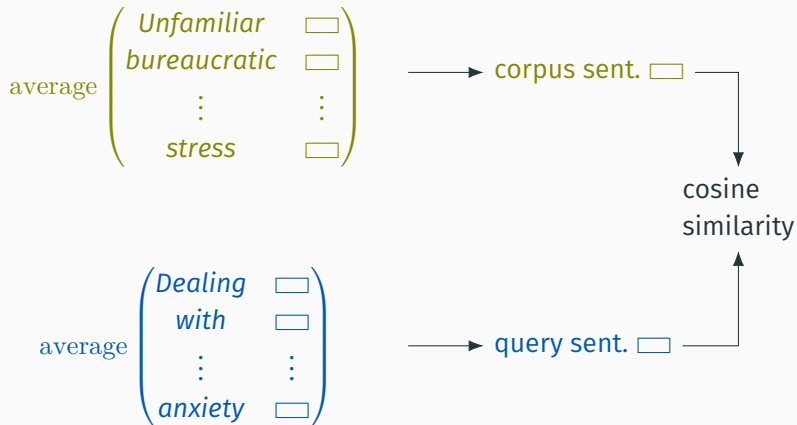 average
Unfamiliar
bureaucratic
⋮ ⋮
stress
corpus sent.
cosine
similarity
average
Dealing
with
⋮ ⋮
anxiety
query sent.